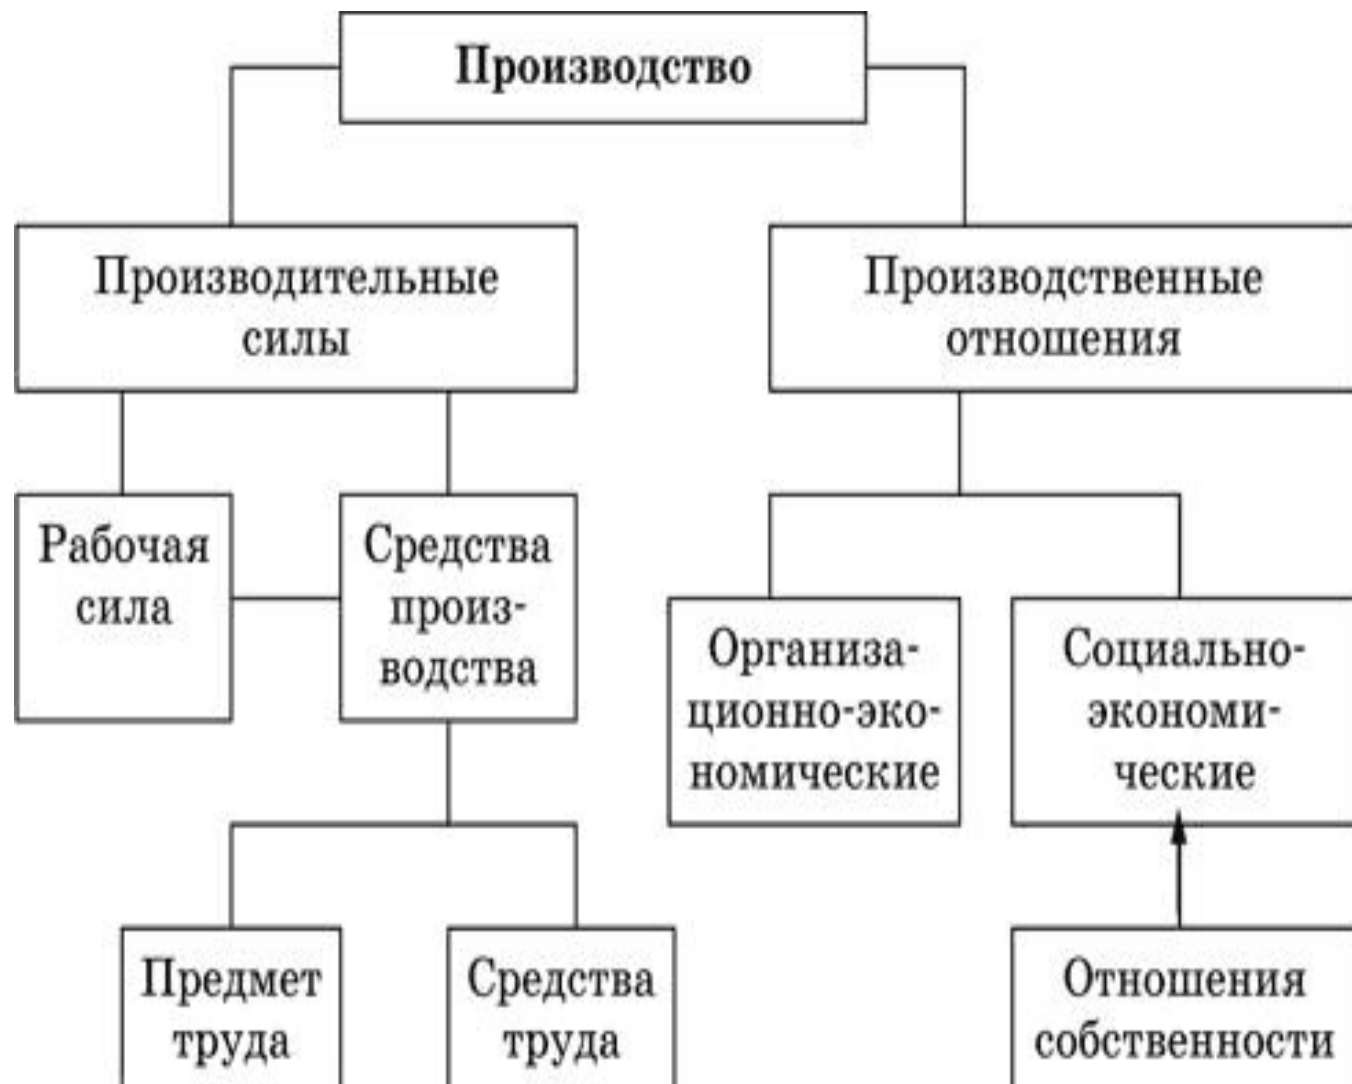 Производство
Производительные
силы
Производственные
отношения
Рабочая
сила
Средства
произ-
водства
Организа-
ционно-эко-
номические
Социально-
экономи-
ческие
Предмет
труда
Средства
труда
Отношения
собственности